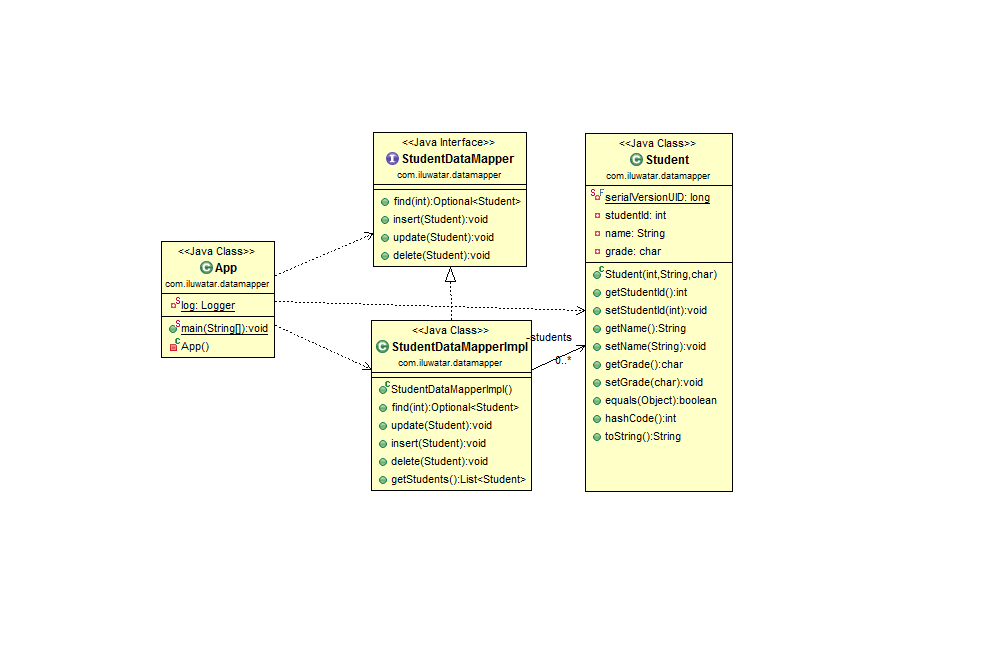 <<Java Interface>>
I StudentDataMapper
com.iluwatar.datamapper
find(int):Optional<Student>
insert(Student):void
update(Student):void
delete(Student):void
<<Java Class>>
C Student
com.iluwatar.datamapper
S F serialVersionUID: long
studentId: int
name: String
grade: char
C Student(int,String,char)
getStudentId():int
setStudentId(int):void
getName():String
setName(String):void
getGrade():char
setGrade(char):void
equals(Object):boolean
hashCode():int
toString():String
<<Java Class>>
C App
com.iluwatar.datamapper
S log: Logger
S main(String[]):void
C App()
<<Java Class>>
C StudentDataMapperImpl
com.iluwatar.datamapper
C StudentDataMapperImpl()
find(int):Optional<Student>
update(Student):void
insert(Student):void
delete(Student):void
getStudents():List<Student>
-students
0..*